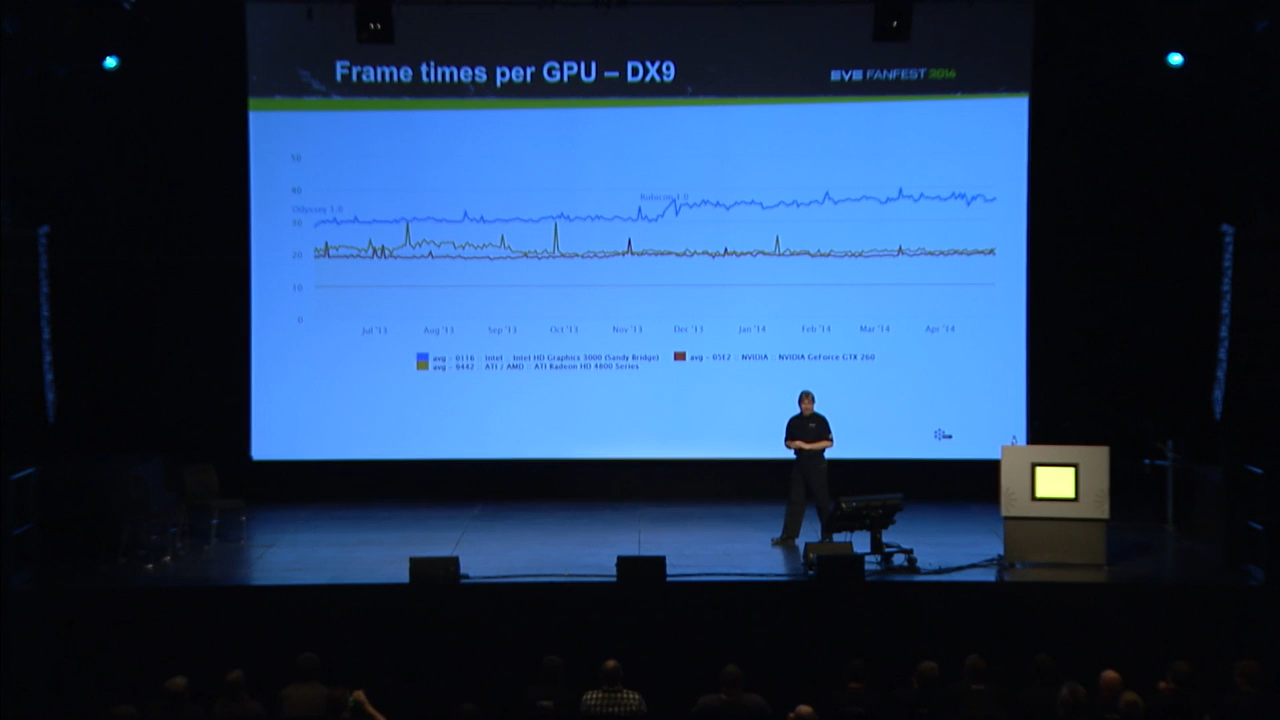 Frame times per GPU – DX9
EVE FANFEST 2014
50
40
Rubicon 1.0
Odyssey 1.0
30
20
10
0
Jul '13 Aug '13 Sep '13 Oct '13 Nov '13 Dec '13 Jan '14 Feb '14 Mar '14 Apr '14
avg - 0116 :: Intel :: Intel HD Graphics 3000 (Sandy Bridge) avg - 05E2 :: NVIDIA :: NVIDIA GeForce GTX 260
avg - 9442 :: ATI / AMD :: ATI Radeon HD 4800 Series